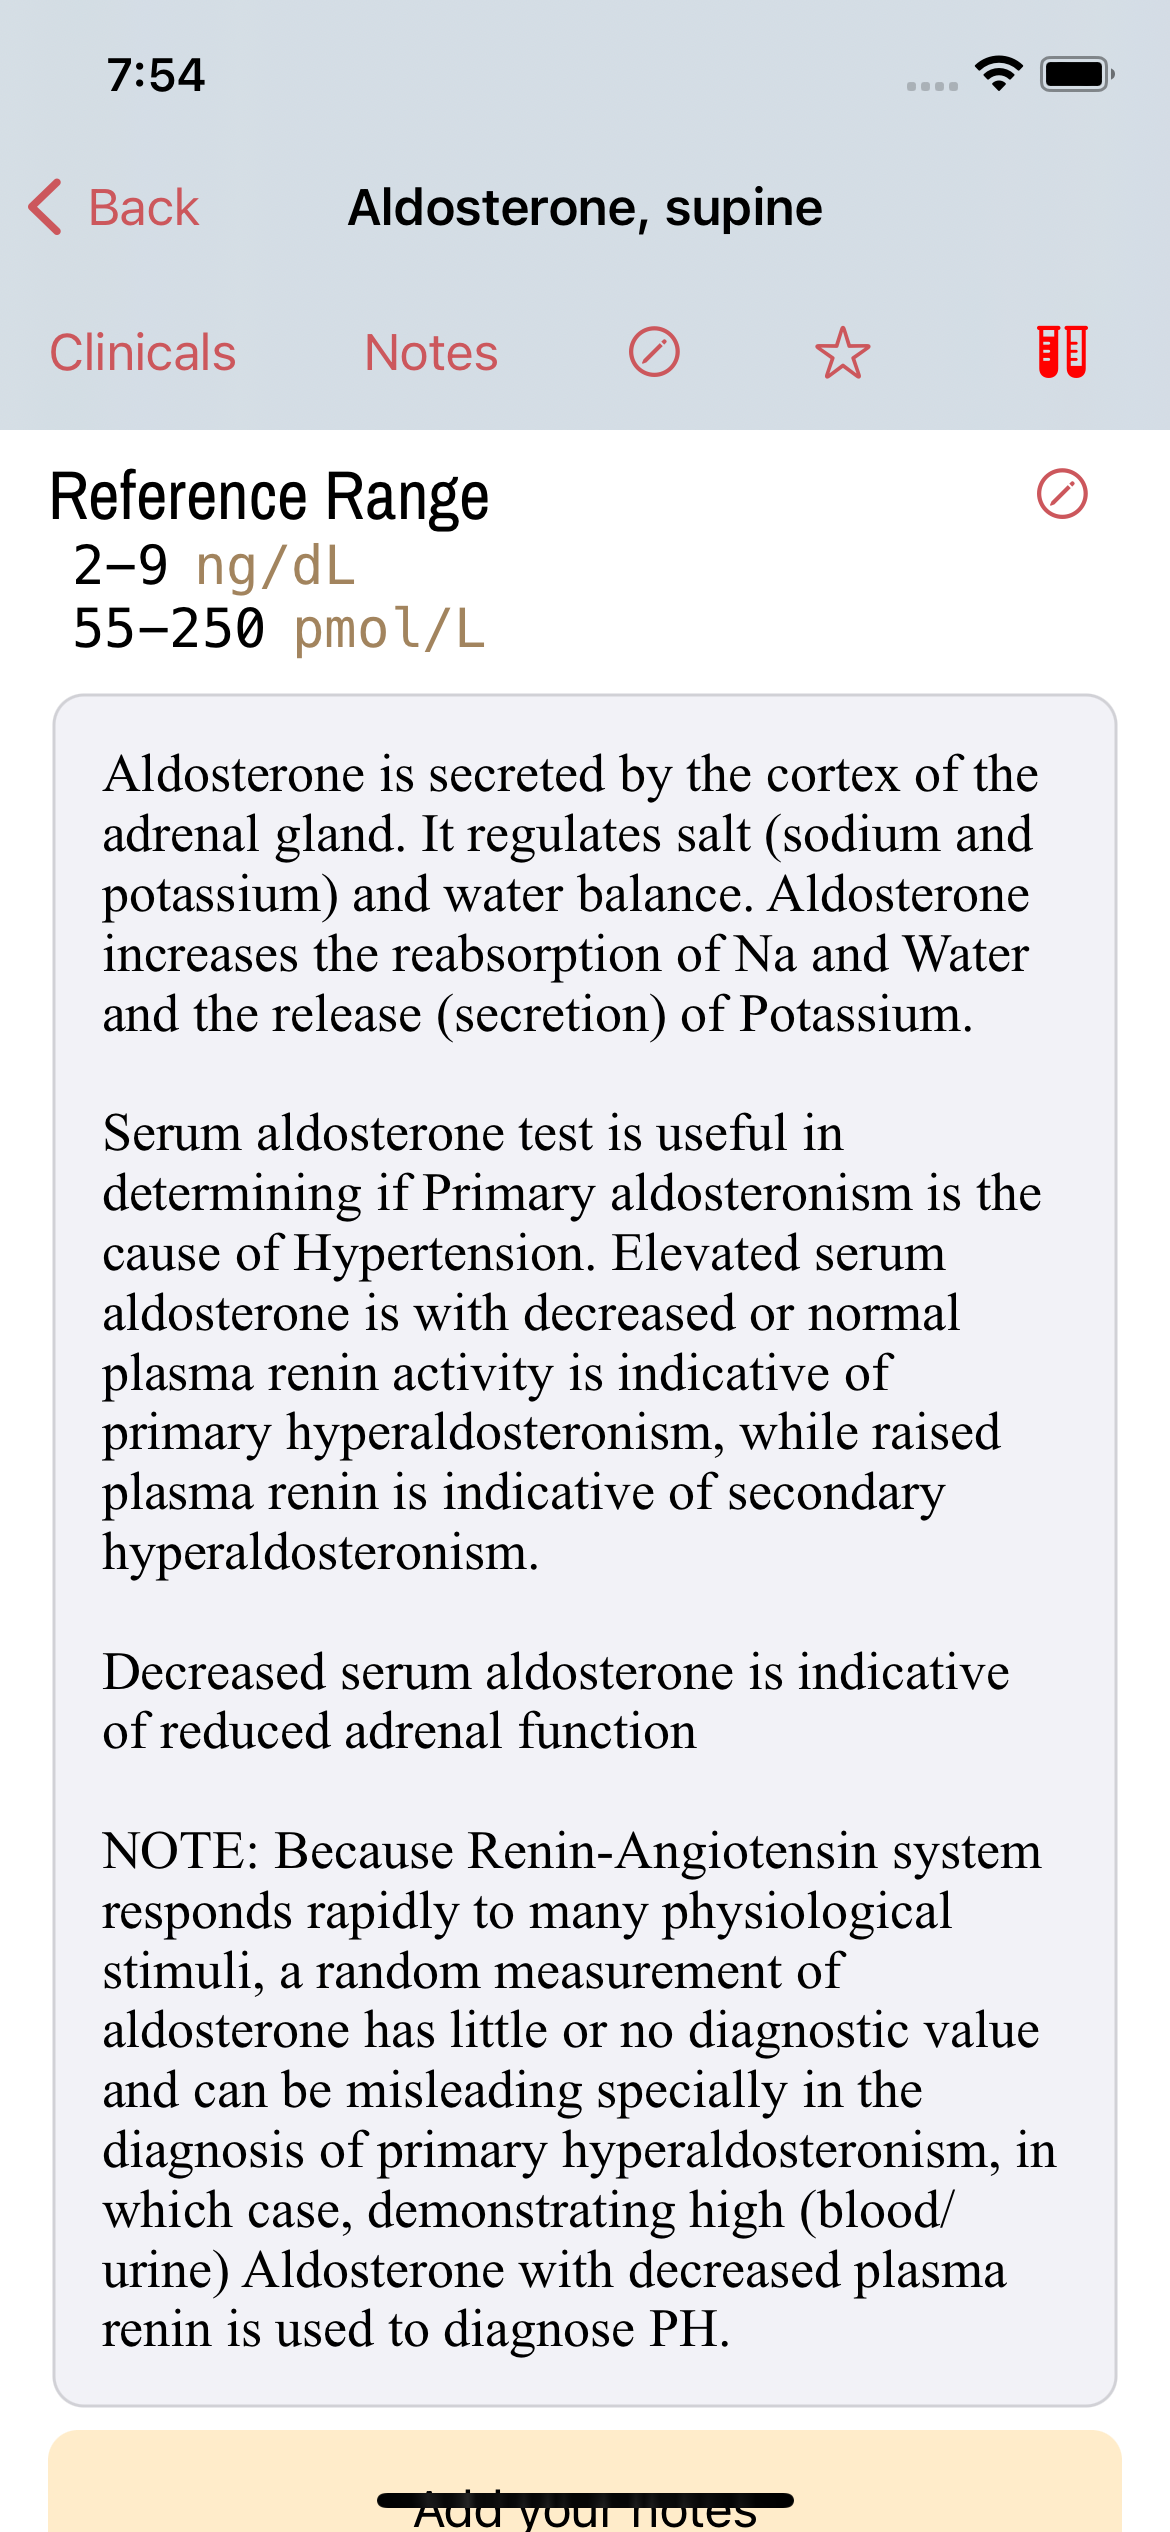 7:54
Back
Aldosterone, supine
Clinicals
Notes
Reference Range
2–9 ng/dL
55–250 pmol/L
Aldosterone is secreted by the cortex of the
adrenal gland. It regulates salt (sodium and
potassium) and water balance. Aldosterone
increases the reabsorption of Na and Water
and the release (secretion) of Potassium.
Serum aldosterone test is useful in
determining if Primary aldosteronism is the
cause of Hypertension. Elevated serum
aldosterone is with decreased or normal
plasma renin activity is indicative of
primary hyperaldosteronism, while raised
plasma renin is indicative of secondary
hyperaldosteronism.
Decreased serum aldosterone is indicative
of reduced adrenal function
NOTE: Because Renin-Angiotensin system
responds rapidly to many physiological
stimuli, a random measurement of
aldosterone has little or no diagnostic value
and can be misleading specially in the
diagnosis of primary hyperaldosteronism, in
which case, demonstrating high (blood/
urine) Aldosterone with decreased plasma
renin is used to diagnose PH.
Add your notes